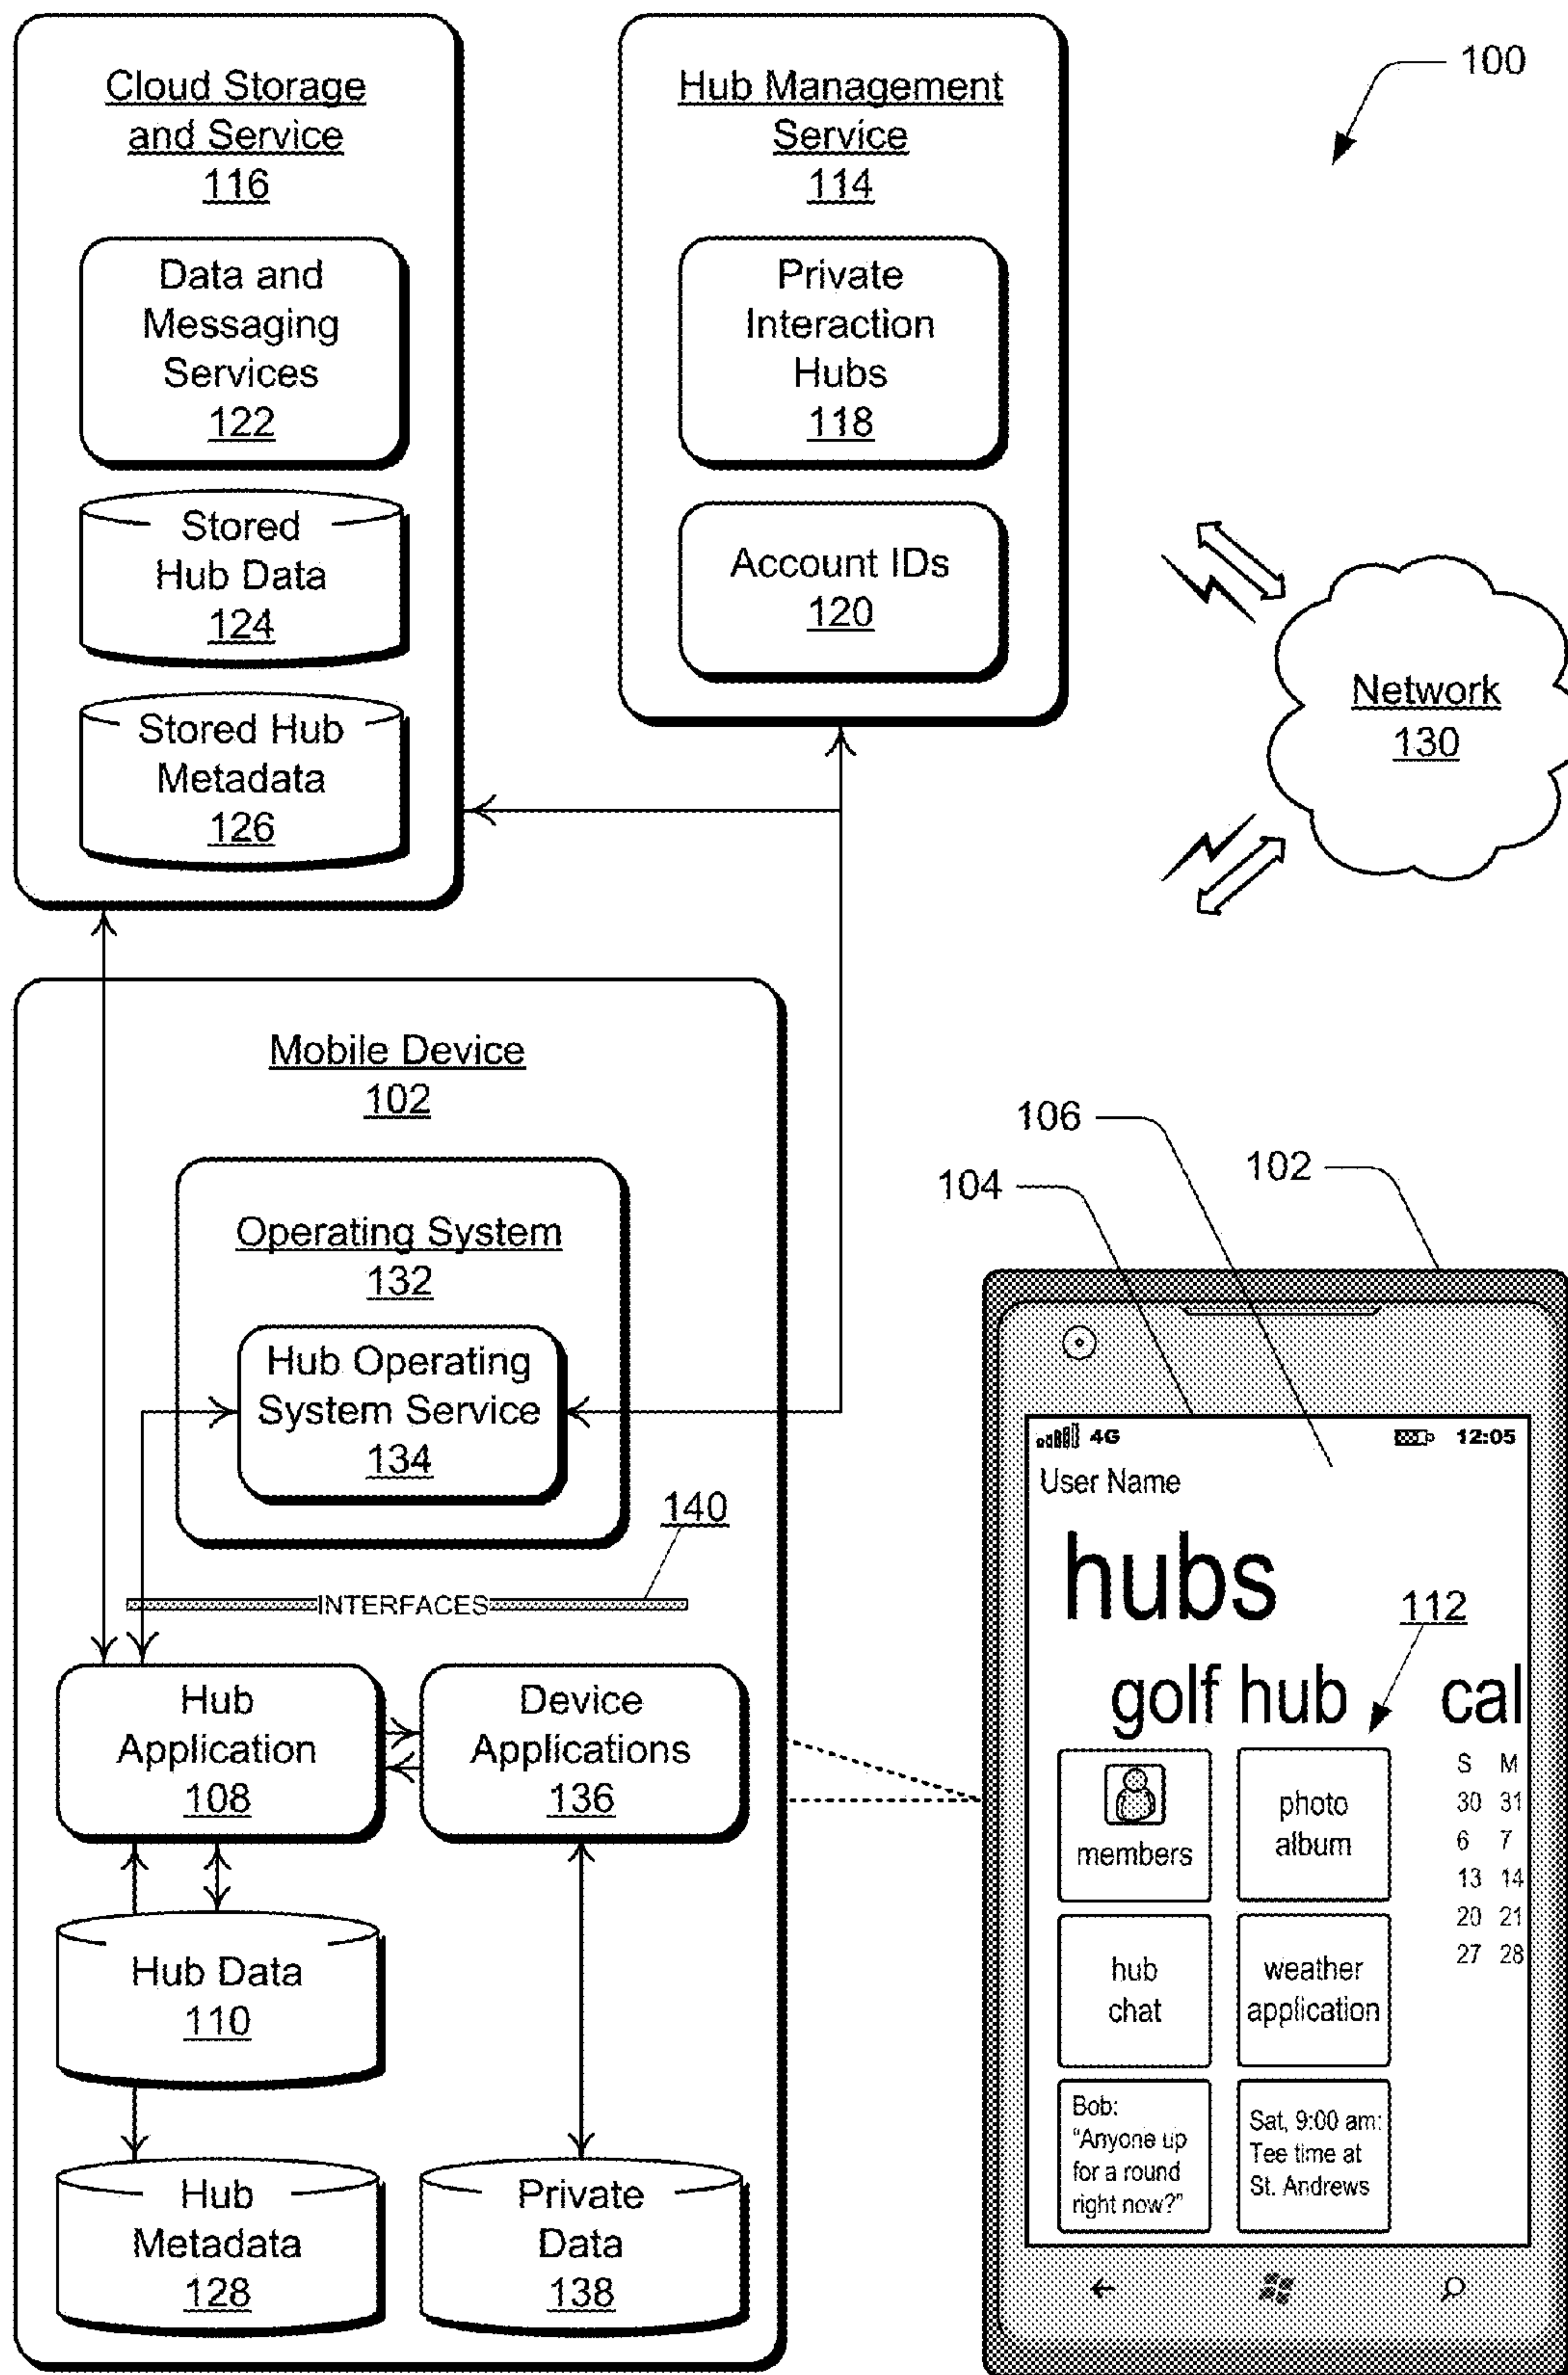 Cloud Storage
and Service
116
Data and
Messaging
Services
122
Stored
Hub Data
124
Stored Hub
Metadata
126
Hub Management
Service
114
Private
Interaction
Hubs
118
Account IDs
120
100
Network
130
Mobile Device
102
Operating System
132
Hub Operating
System Service
134
140
INTERFACES
Hub
Application
108
Device
Applications
136
Hub Data
110
Hub
Metadata
128
Private
Data
138
106
104
102
4G
12:05
User Name
hubs
112
golf hub
cal
members
photo
album
hub
chat
weather
application
Bob:
"Anyone up
for a round
right now?"
Sat, 9:00 am:
Tee time at
St. Andrews
S M
30 31
6 7
13 14
20 21
27 28